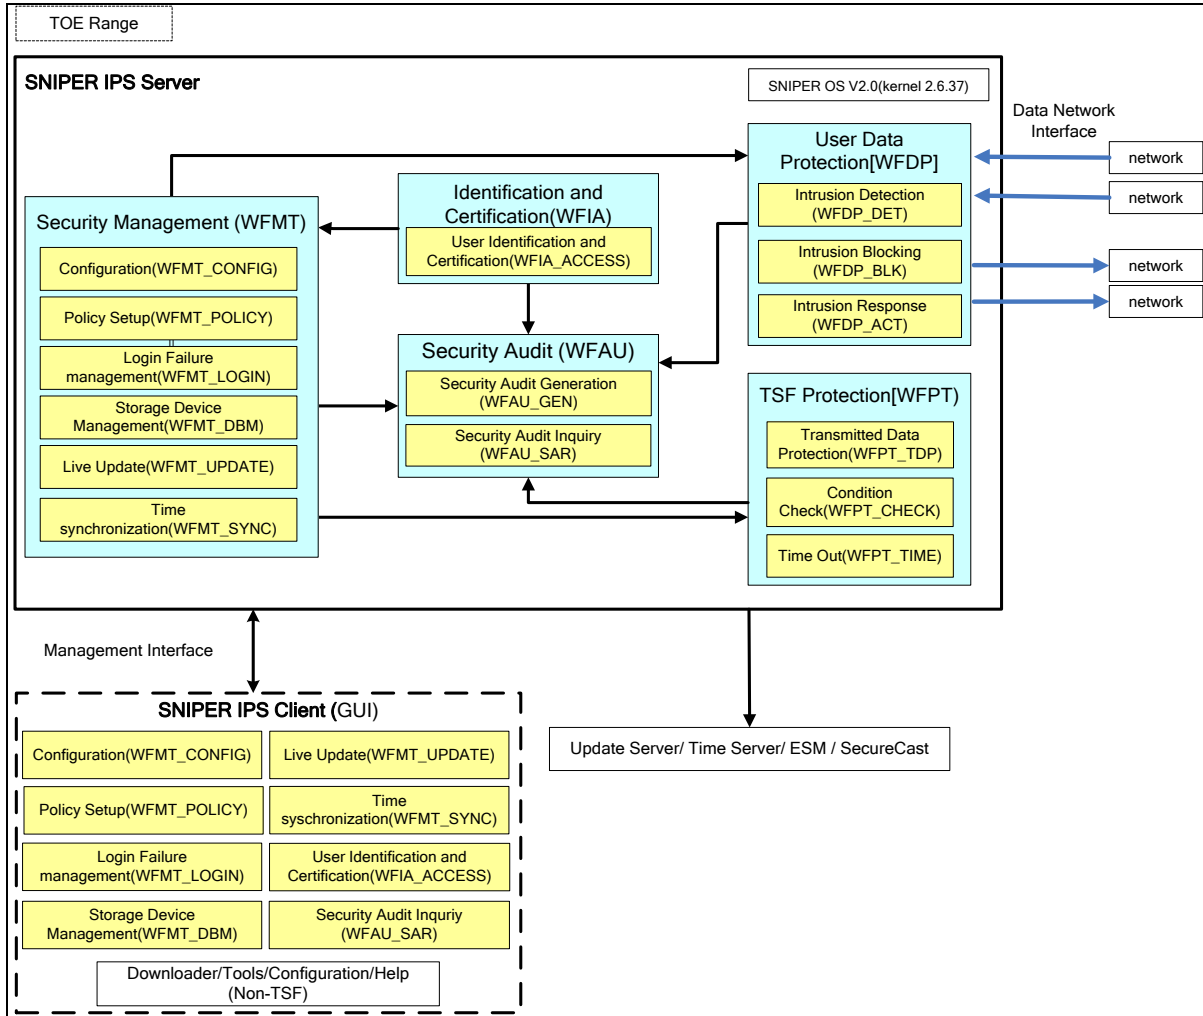 TOE Range
SNIPER IPS Server
SNIPER OS V2.0(kernel 2.6.37)
Data Network
Interface
network
network
network
network
User Data
Protection[WFDP]
Intrusion Detection
(WFDP_DET)
Intrusion Blocking
(WFDP_BLK)
Intrusion Response
(WFDP_ACT)
Identification and
Certification(WFIA)
User Identification and
Certification(WFIA_ACCESS)
Security Management (WFMT)
Configuration(WFMT_CONFIG)
Policy Setup(WFMT_POLICY)
Login Failure
management(WFMT_LOGIN)
Storage Device
Management(WFMT_DBM)
Live Update(WFMT_UPDATE)
Time
synchronization(WFMT_SYNC)
Security Audit (WFAU)
Security Audit Generation
(WFAU_GEN)
Security Audit Inquiry
(WFAU_SAR)
TSF Protection[WFPT)
Transmitted Data
Protection(WFPT_TDP)
Condition
Check(WFPT_CHECK)
Time Out(WFPT_TIME)
Management Interface
SNIPER IPS Client (GUI)
Configuration(WFMT_CONFIG)
Live Update(WFMT_UPDATE)
Policy Setup(WFMT_POLICY)
Time
syschronization(WFMT_SYNC)
Login Failure
management(WFMT_LOGIN)
User Identification and
Certification(WFIA_ACCESS)
Storage Device
Management(WFMT_DBM)
Security Audit Inquriy
(WFAU_SAR)
Downloader/Tools/Configuration/Help
(Non-TSF)
Update Server/ Time Server/ ESM / SecureCast